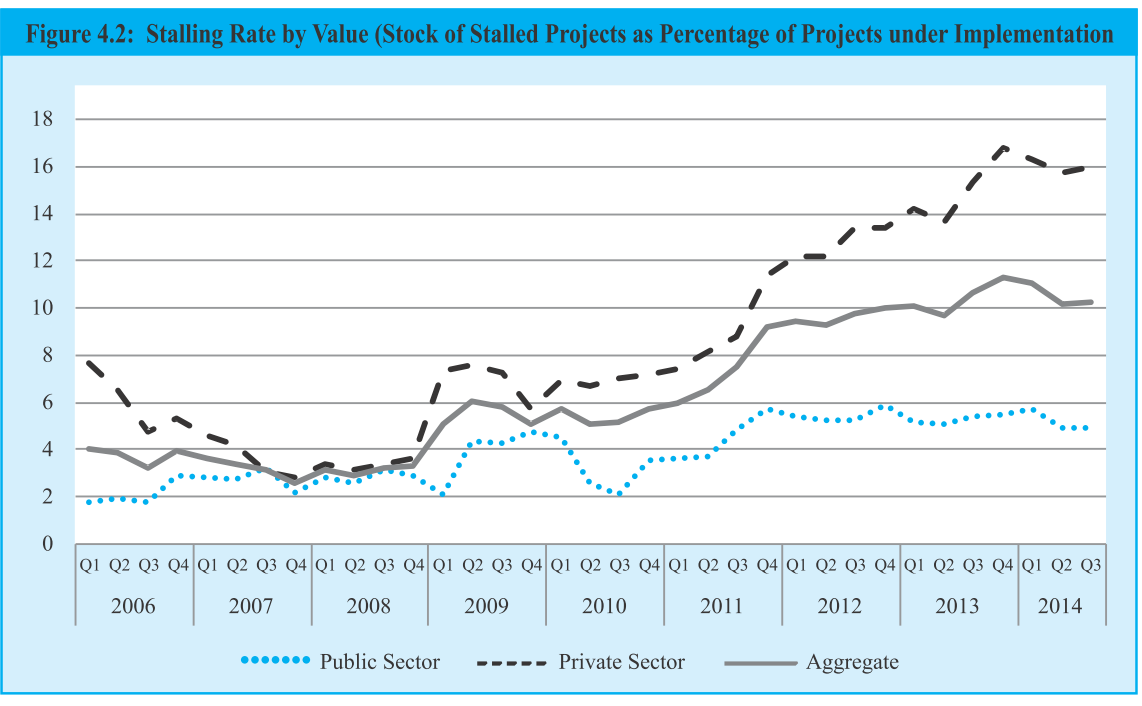 Figure 4.2: Stalling Rate by Value (Stock of Stalled Projects as Percentage of Projects under Implementation
18
16
14
12
10
8
6
4
2
0
Q1 Q2 Q3 Q4 Q1 Q2 Q3 Q4 Q1 Q2 Q3 Q4 Q1 Q2 Q3 Q4 Q1 Q2 Q3 Q4 Q1 Q2 Q3 Q4 Q1 Q2 Q3 Q4 Q1 Q2 Q3 Q4 Q1 Q2 Q3
2006 2007 2008 2009 2010 2011 2012 2013 2014
Public Sector Private Sector Aggregate